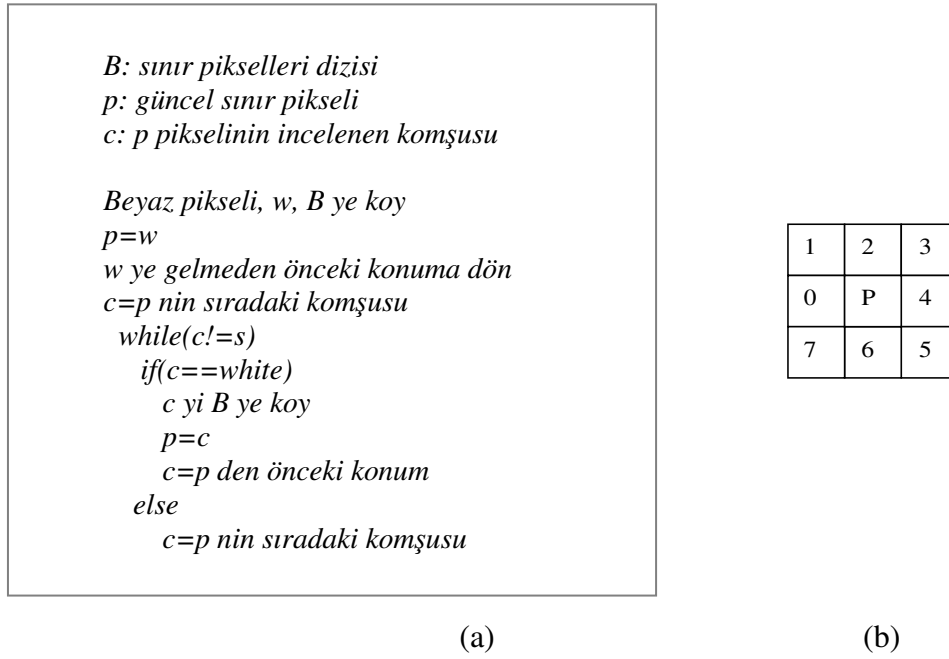 B: sınır pikselleri dizisi
p: güncel sınır pikseli
c: p pikselinin incelenen komşusu
Beyaz pikseli, w, B ye koy
p=w
w ye gelmeden önceki konuma dön
c=p nin sıradaki komşusu
while(c!=s)
if(c==white)
c yi B ye koy
p=c
c=p den önceki konum
else
c=p nin sıradaki komşusu
(a)
1 2 3
0 P 4
7 6 5
(b)